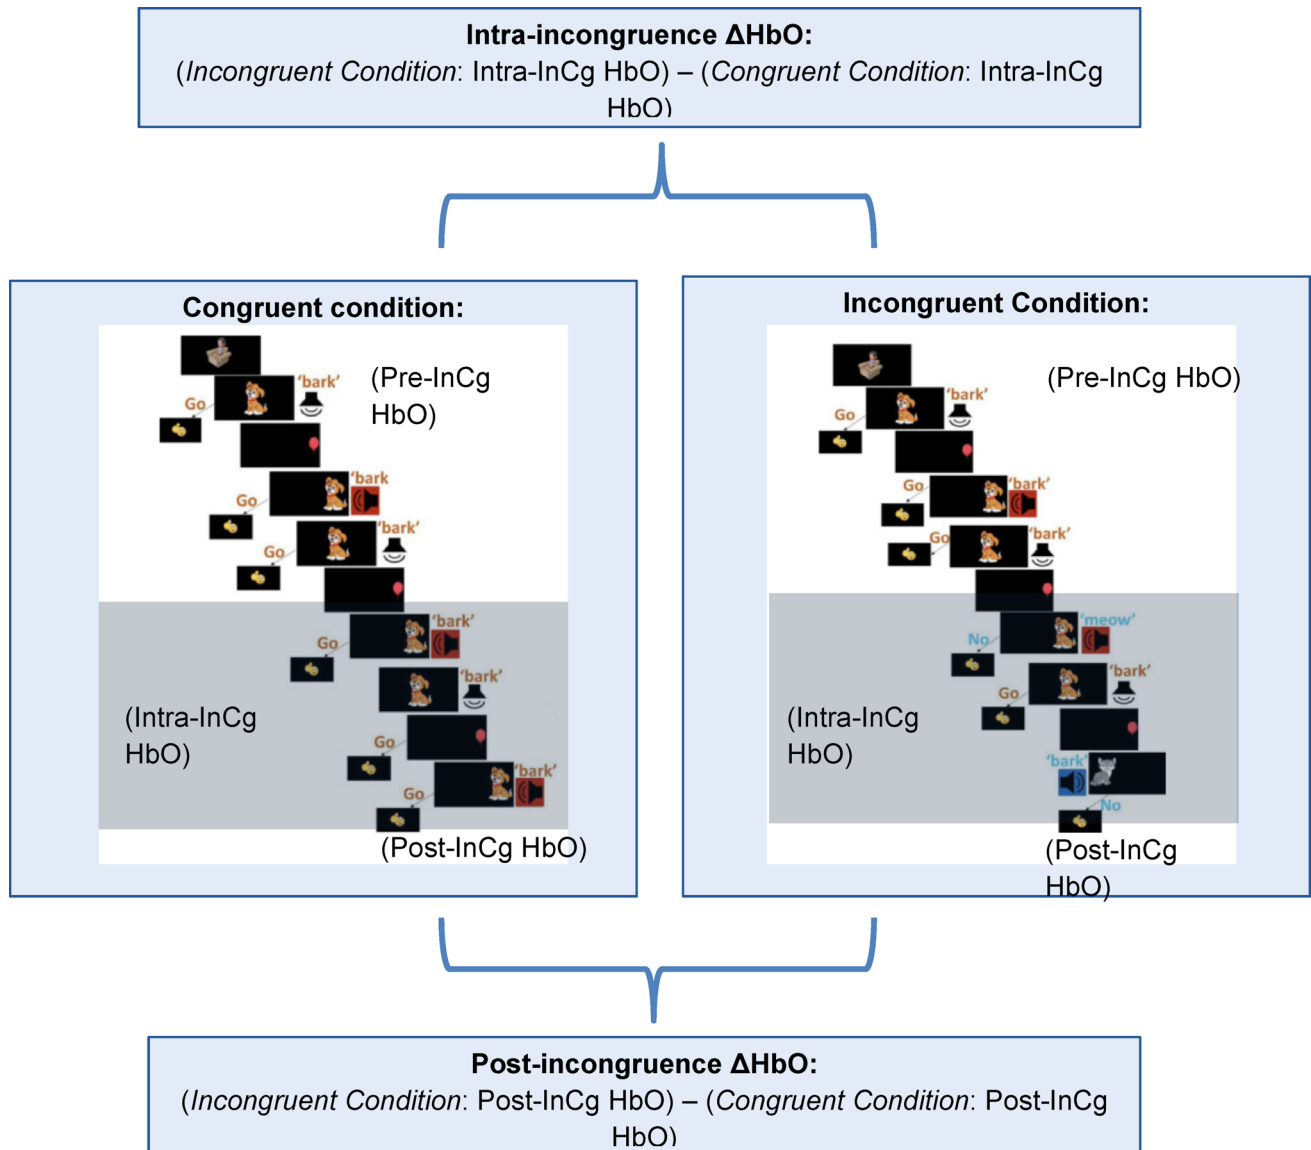 Intra-incongruence ΔHbO:
(Incongruent Condition: Intra-InCg HbO) – (Congruent Condition: Intra-InCg
HbO)
Congruent condition:
(Pre-InCg
HbO)
'bark'
Go
'bark
Go
'bark'
Go
'bark'
Go
'bark'
(Intra-InCg
HbO)
Go
'bark'
Go
(Post-InCg HbO)
Incongruent Condition:
(Pre-InCg HbO)
'bark'
Go
'bark'
Go
'bark'
Go
'meow'
No
'bark'
Go
(Intra-InCg
HbO)
'bark'
No
(Post-InCg
HbO)
Post-incongruence ΔHbO:
(Incongruent Condition: Post-InCg HbO) – (Congruent Condition: Post-InCg
HbO)